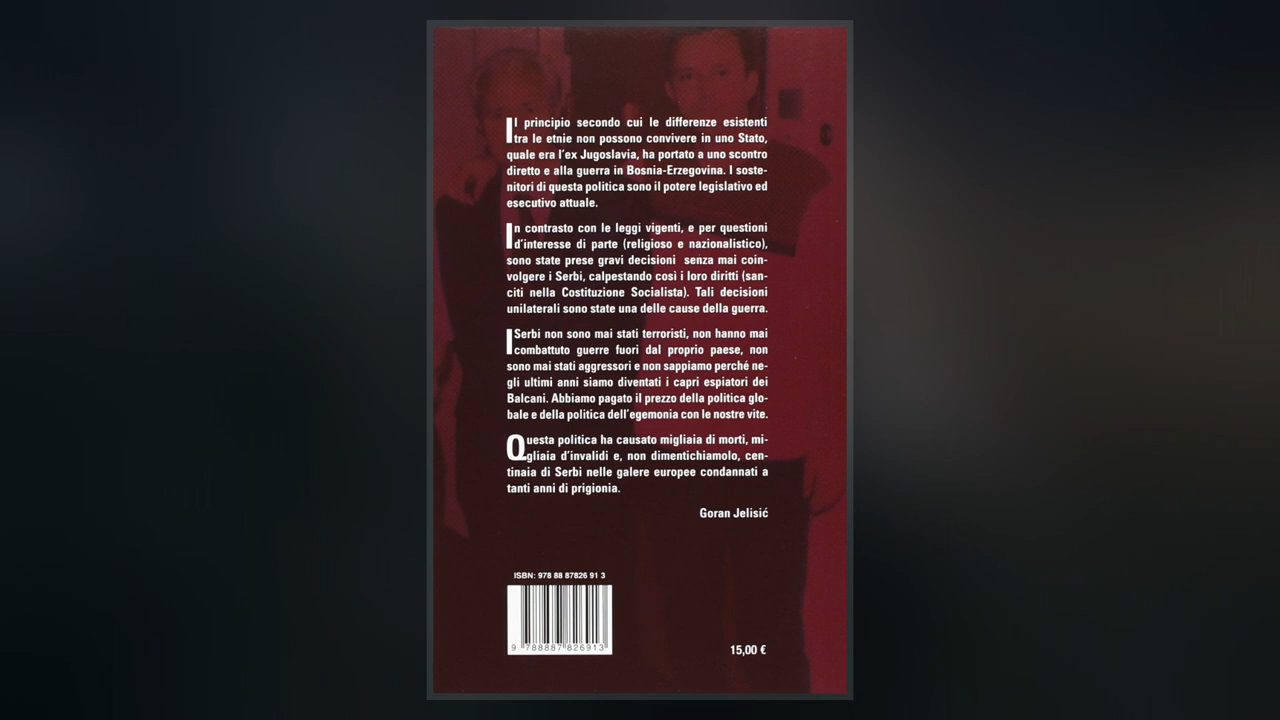 Il principio secondo cui le differenze esistenti
tra le etnie non possono convivere in uno Stato,
quale era l'ex Jugoslavia, ha portato a uno scontro
diretto e alla guerra in Bosnia-Erzegovina. I soste-
nitori di questa politica sono il potere legislativo ed
esecutivo attuale.
In contrasto con le leggi vigenti, e per questioni
d'interesse di parte (religioso e nazionalistico),
sono state prese gravi decisioni senza mai coin-
volgere i Serbi, calpestando così i loro diritti (san-
citi nella Costituzione Socialista). Tali decisioni
unilaterali sono state una delle cause della guerra.
I Serbi non sono mai stati terroristi, non hanno mai
combattuto guerre fuori dal proprio paese, non
sono mai stati aggressori e non sappiamo perché ne-
gli ultimi anni siamo diventati i capri espiatori dei
Balcani. Abbiamo pagato il prezzo della politica glo-
bale e della politica dell'egemonia con le nostre vite.
Questa politica ha causato migliaia di morti, mi-
gliaia d'invalidi e, non dimentichiamolo, cen-
tinaia di Serbi nelle galere europee condannati a
tanti anni di prigionia.
Goran Jelisić
ISBN: 978 88 87826 91 3
9 788887 826913
15,00 €